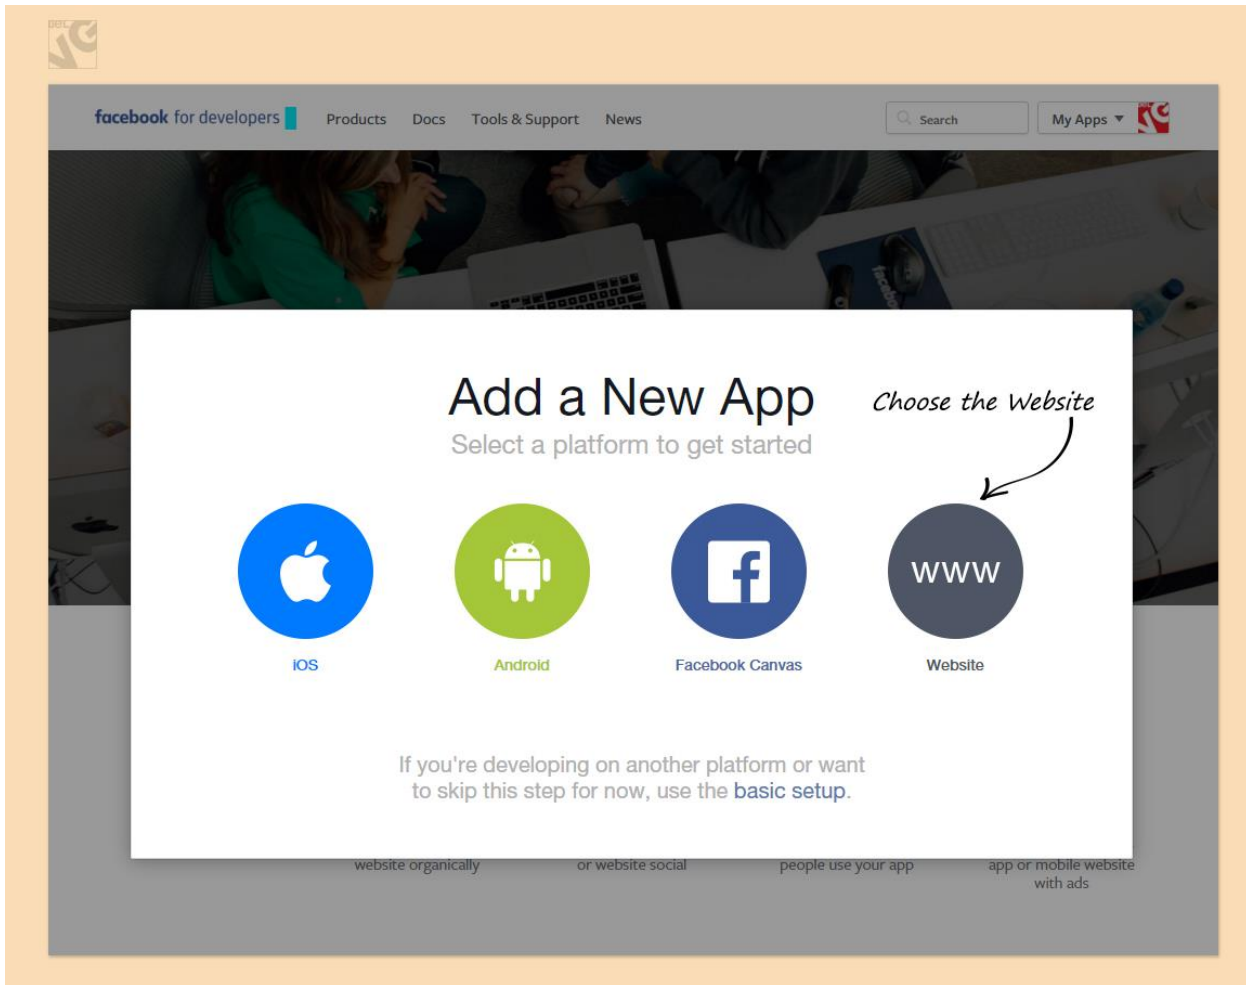 VG
facebook for developers
Products Docs Tools & Support News
Search
My Apps
VG
facebook
Add a New App
Choose the Website
Select a platform to get started
www
iOS Android Facebook Canvas Website
If you're developing on another platform or want
to skip this step for now, use the basic setup.
website organically or website social people use your app app or mobile website
with ads